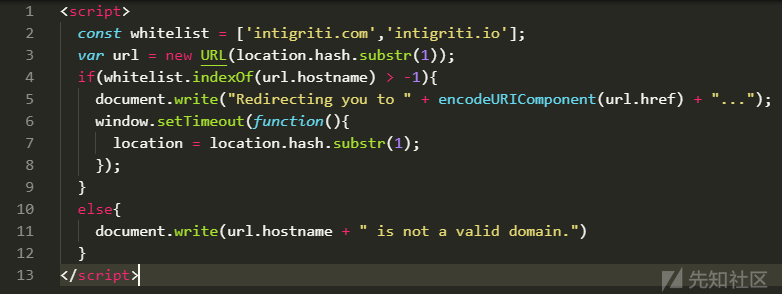 1 <script>
2 const whitelist = ['intigriti.com','intigriti.io'];
3 var url = new URL(location.hash.substr(1));
4 if(whitelist.indexOf(url.hostname) > -1){
5 document.write("Redirecting you to " + encodeURIComponent(url.href) + "...");
6 window.setTimeout(function(){
7 location = location.hash.substr(1);
8 });
9 }
10 else{
11 document.write(url.hostname + " is not a valid domain.")
12 }
13 </script>
先知社区